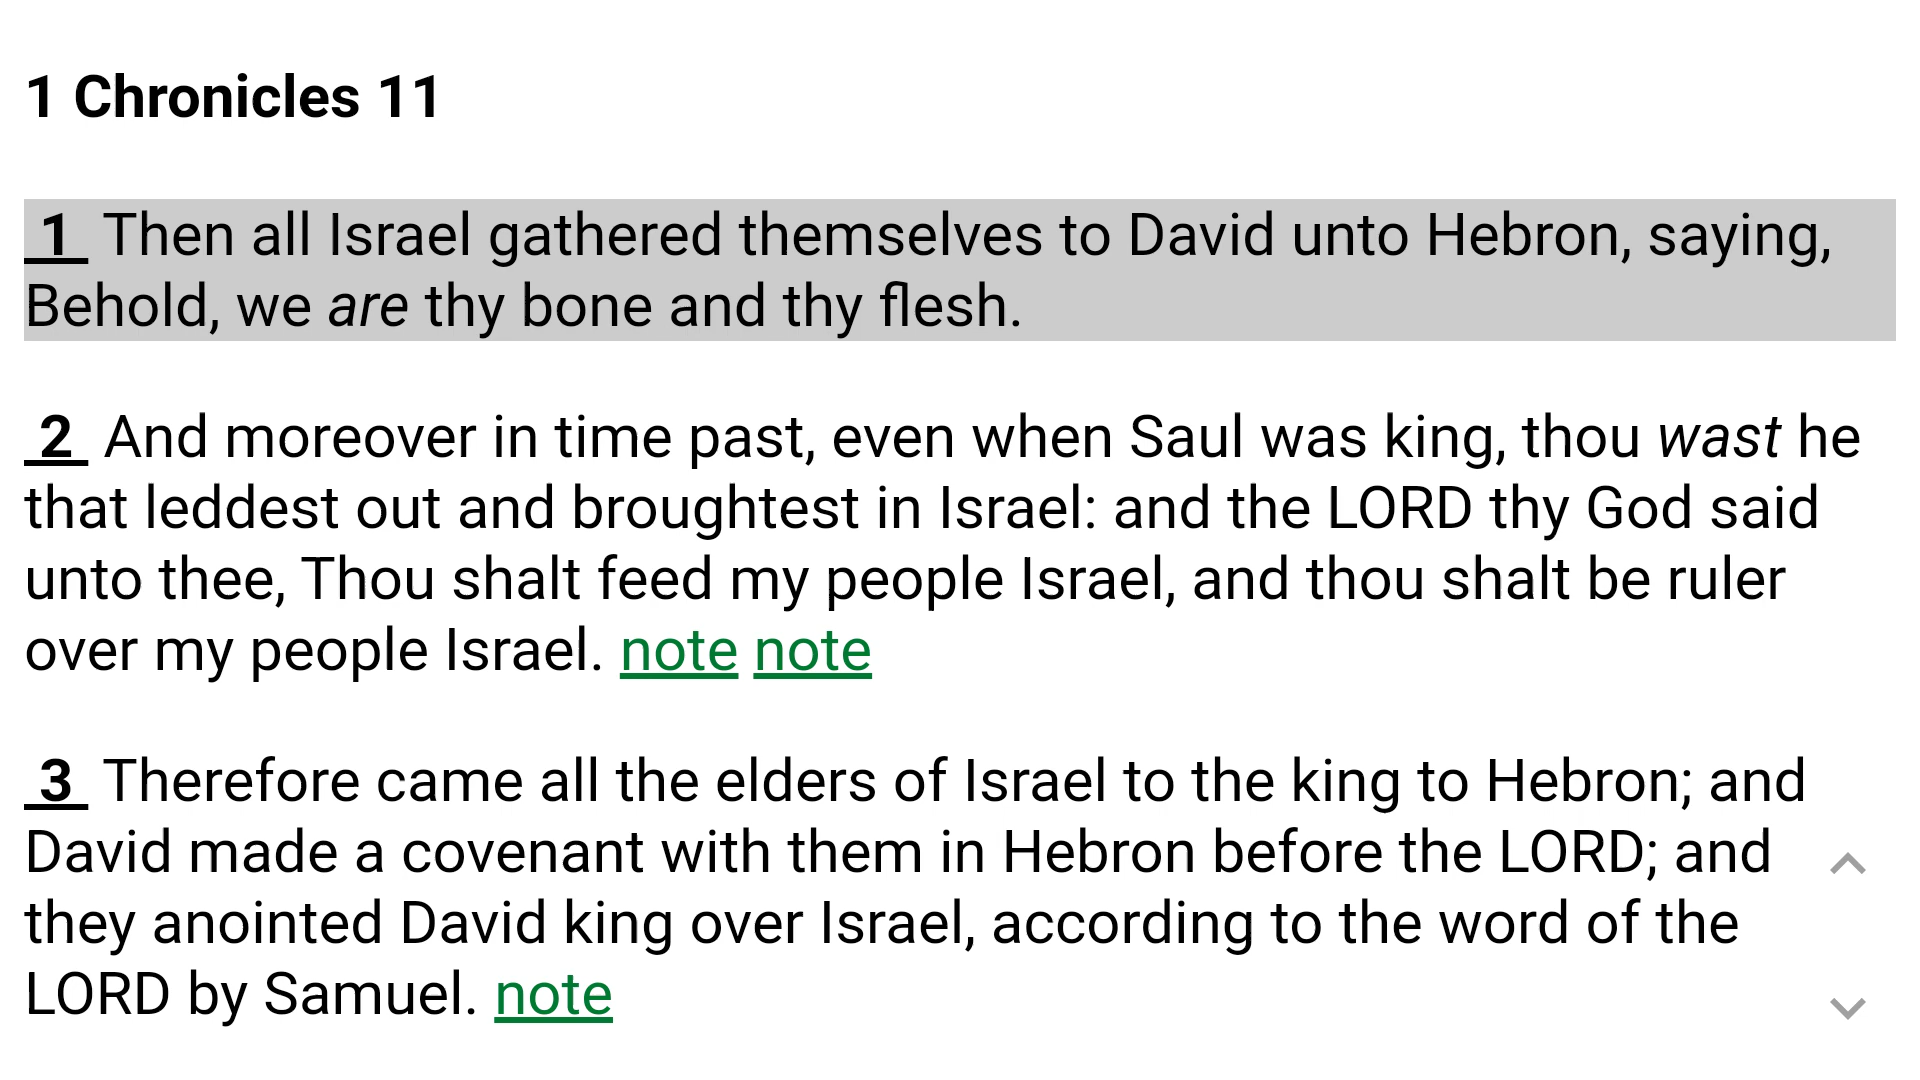 1 Chronicles 11
1 Then all Israel gathered themselves to David unto Hebron, saying,
Behold, we are thy bone and thy flesh.
2 And moreover in time past, even when Saul was king, thou wast he
that leddest out and broughtest in Israel: and the LORD thy God said
unto thee, Thou shalt feed my people Israel, and thou shalt be ruler
over my people Israel. note note
3 Therefore came all the elders of Israel to the king to Hebron; and
David made a covenant with them in Hebron before the LORD; and
they anointed David king over Israel, according to the word of the
LORD by Samuel. note